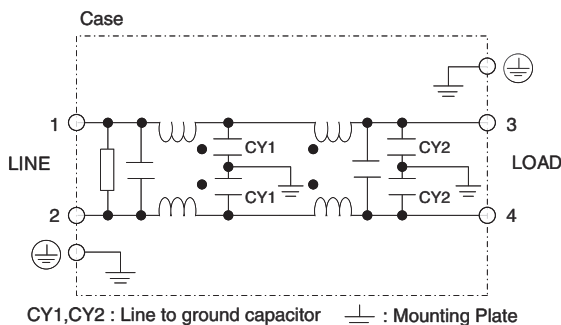 Case
1
CY1
CY2
3
LINE
LOAD
CY1
CY2
2
4
CY1,CY2 : Line to ground capacitor
: Mounting Plate